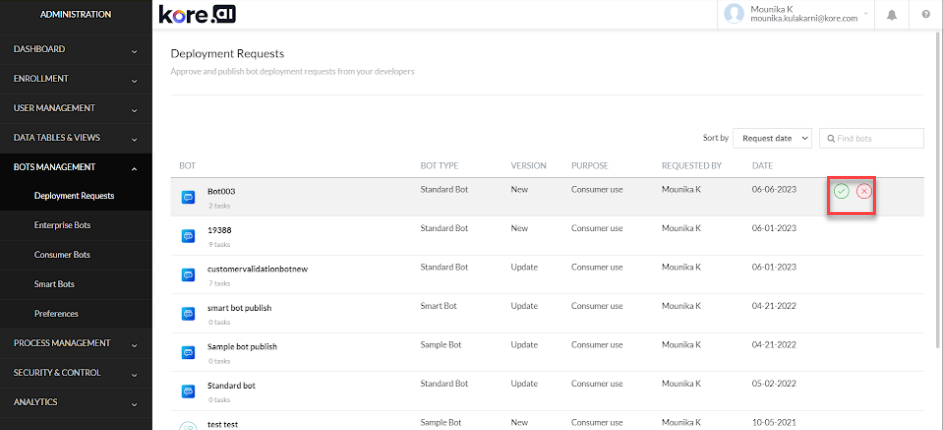 ADMINISTRATION
kore.ai
Mounika K
mounika.kulakarni@kore.com
DASHBOARD
ENROLLMENT
USER MANAGEMENT
DATA TABLES & VIEWS
BOTS MANAGEMENT
Deployment Requests
Enterprise Bots
Consumer Bots
Smart Bots
Preferences
PROCESS MANAGEMENT
SECURITY & CONTROL
ANALYTICS
Deployment Requests
Approve and publish bot deployment requests from your developers
Sort by Request date Find bots
BOT BOT TYPE VERSION PURPOSE REQUESTED BY DATE
Bot003 Standard Bot New Consumer use Mounika K 06-06-2023
2 tasks
19388 Standard Bot New Consumer use Mounika K 06-01-2023
9 tasks
customervalidationbotnew Standard Bot Update Consumer use Mounika K 06-01-2023
7 tasks
smart bot publish Smart Bot Update Consumer use Mounika K 04-21-2022
0 tasks
Sample bot publish Sample Bot Update Consumer use Mounika K 04-21-2022
0 tasks
Standard bot Standard Bot Update Consumer use Mounika K 05-02-2022
0 tasks
test test Sample Bot New Consumer use Mounika K 10-05-2021